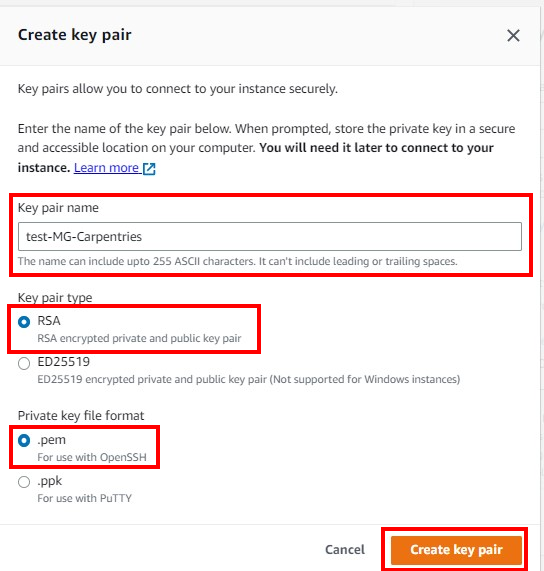 Create key pair
Key pairs allow you to connect to your instance securely.
Enter the name of the key pair below. When prompted, store the private key in a secure
and accessible location on your computer. You will need it later to connect to your
instance. Learn more
Key pair name
test-MG-Carpentries
The name can include upto 255 ASCII characters. It can't include leading or trailing spaces.
Key pair type
RSA
RSA encrypted private and public key pair
ED25519
ED25519 encrypted private and public key pair (Not supported for Windows instances)
Private key file format
.pem
For use with OpenSSH
.ppk
For use with PuTTY
Cancel Create key pair